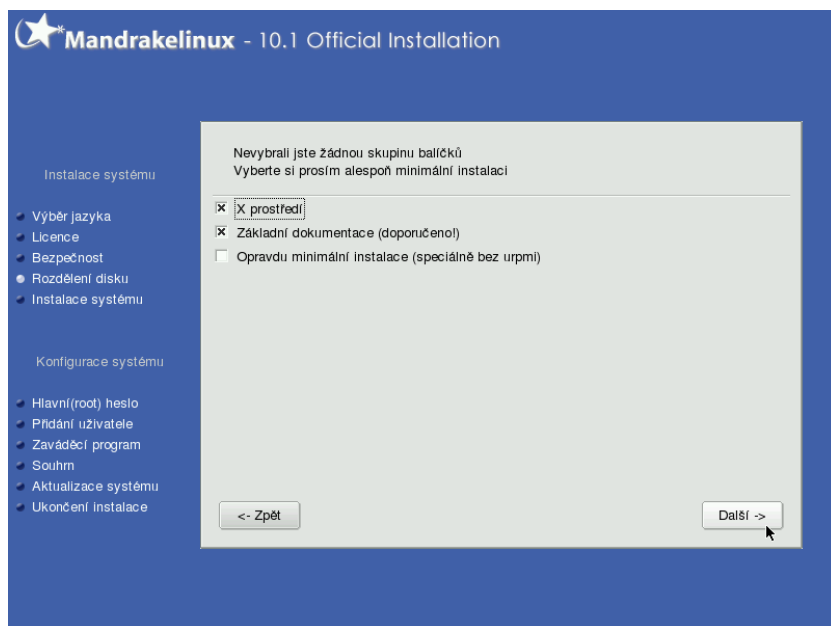 Mandrakelinux - 10.1 Official Installation
Instalace systému
Výběr jazyka
Licence
Bezpečnost
Rozdělení disku
Instalace systému
Konfigurace systému
Hlavní(root) heslo
Přidání uživatele
Zaváděcí program
Souhrn
Aktualizace systému
Ukončení instalace
Nevybrali jste žádnou skupinu balíčků
Vyberte si prosím alespoň minimální instalaci
X prostředí
Základní dokumentace (doporučeno!)
Opravdu minimální instalace (speciálně bez urpmi)
<- Zpět
Další ->